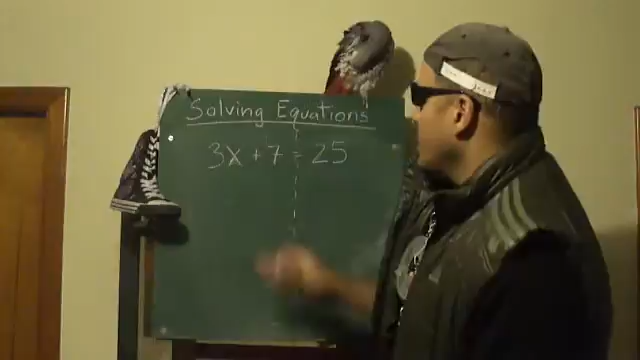 Solving Equations
3x + 7 = 25